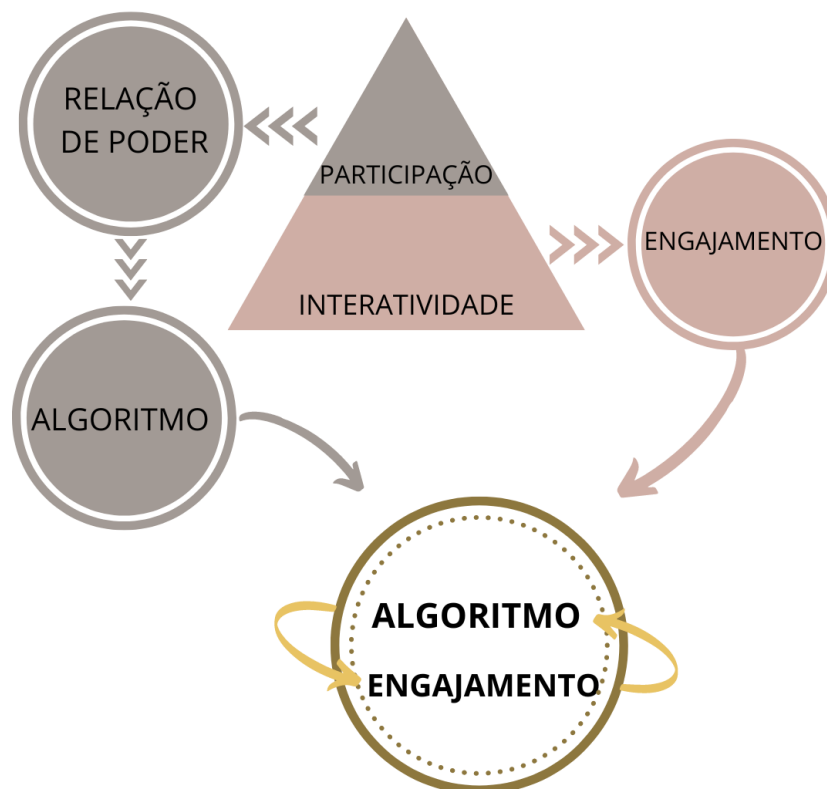 RELAÇÃO
DE PODER
PARTICIPAÇÃO
ENGAJAMENTO
INTERATIVIDADE
ALGORITMO
ALGORITMO
ENGAJAMENTO